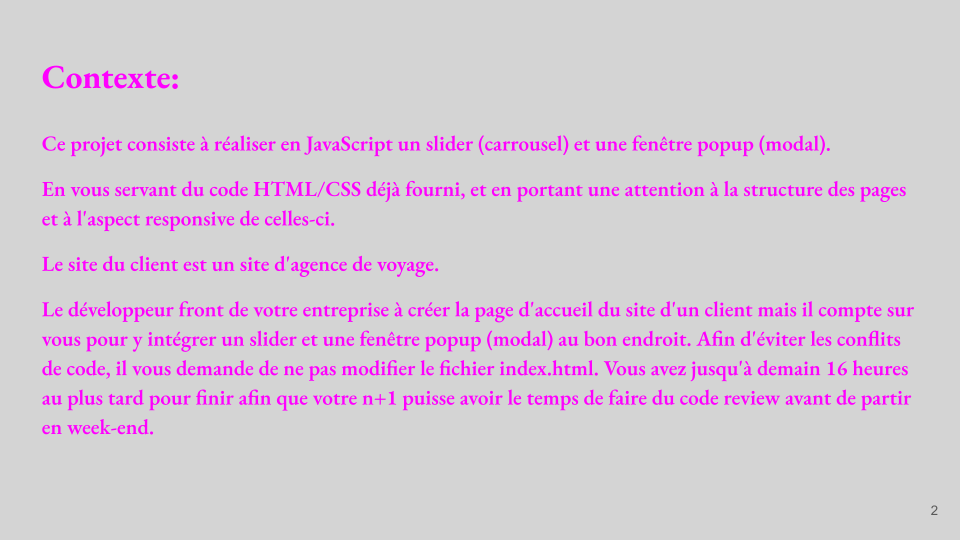 Contexte:
Ce projet consiste à réaliser en JavaScript un slider (carrousel) et une fenêtre popup (modal).
En vous servant du code HTML/CSS déjà fourni, et en portant une attention à la structure des pages
et à l'aspect responsive de celles-ci.
Le site du client est un site d'agence de voyage.
Le développeur front de votre entreprise à créer la page d'accueil du site d'un client mais il compte sur
vous pour y intégrer un slider et une fenêtre popup (modal) au bon endroit. Afin d'éviter les conflits
de code, il vous demande de ne pas modifier le fichier index.html. Vous avez jusqu'à demain 16 heures
au plus tard pour finir afin que votre n+1 puisse avoir le temps de faire du code review avant de partir
en week-end.
2